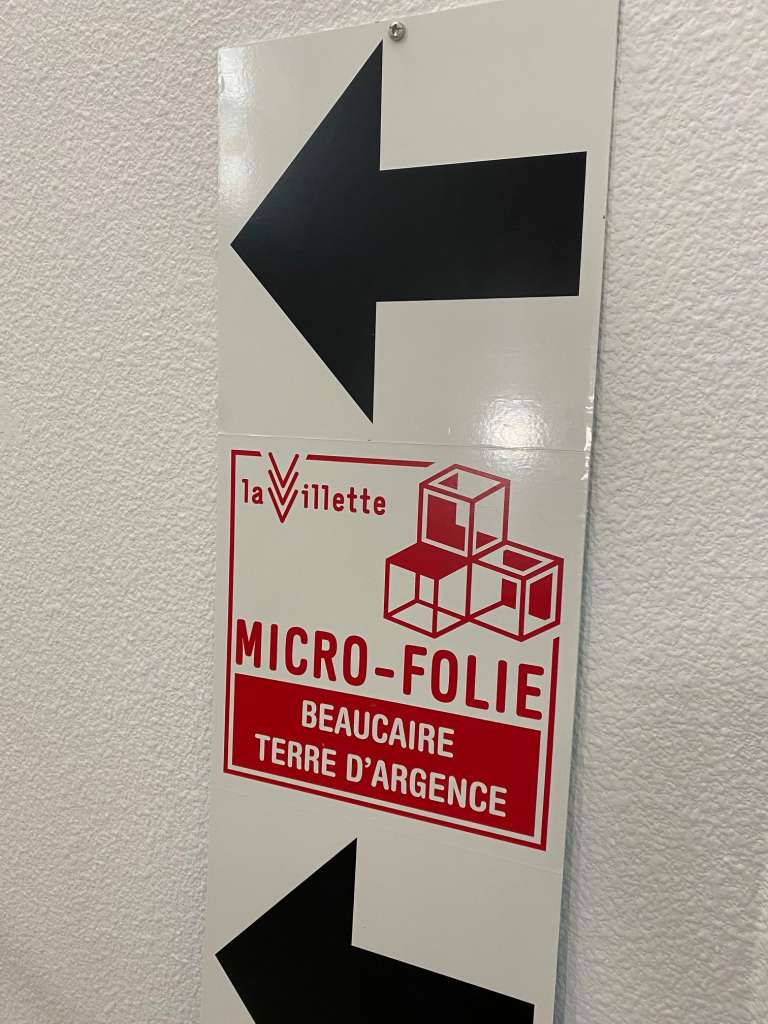 la Villette
MICRO-FOLIE
BEAUCAIRE
TERRE D'ARGENCE